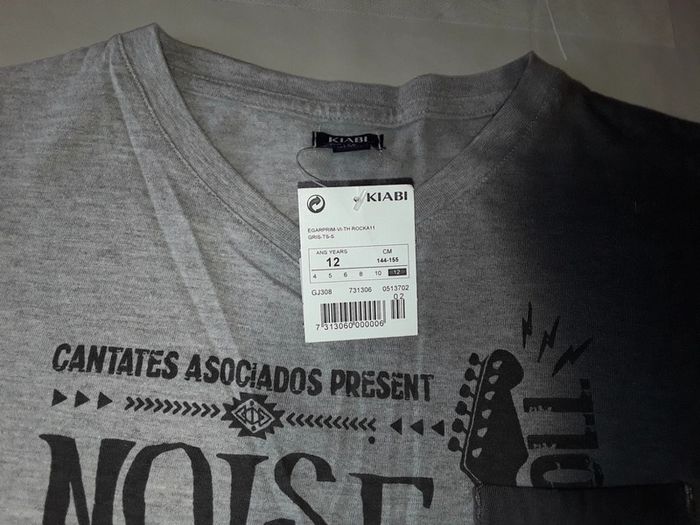 KIABI
KIABI
EGARPRIM-VI-TH ROCKA11
GRIS-TS-S
ANS YEARS CM
12 144-155
4 5 6 8 10 12
GJ308 731306 0513702
02
7 313060 000006
CANTATES ASOCIADOS PRESENT
NOISE